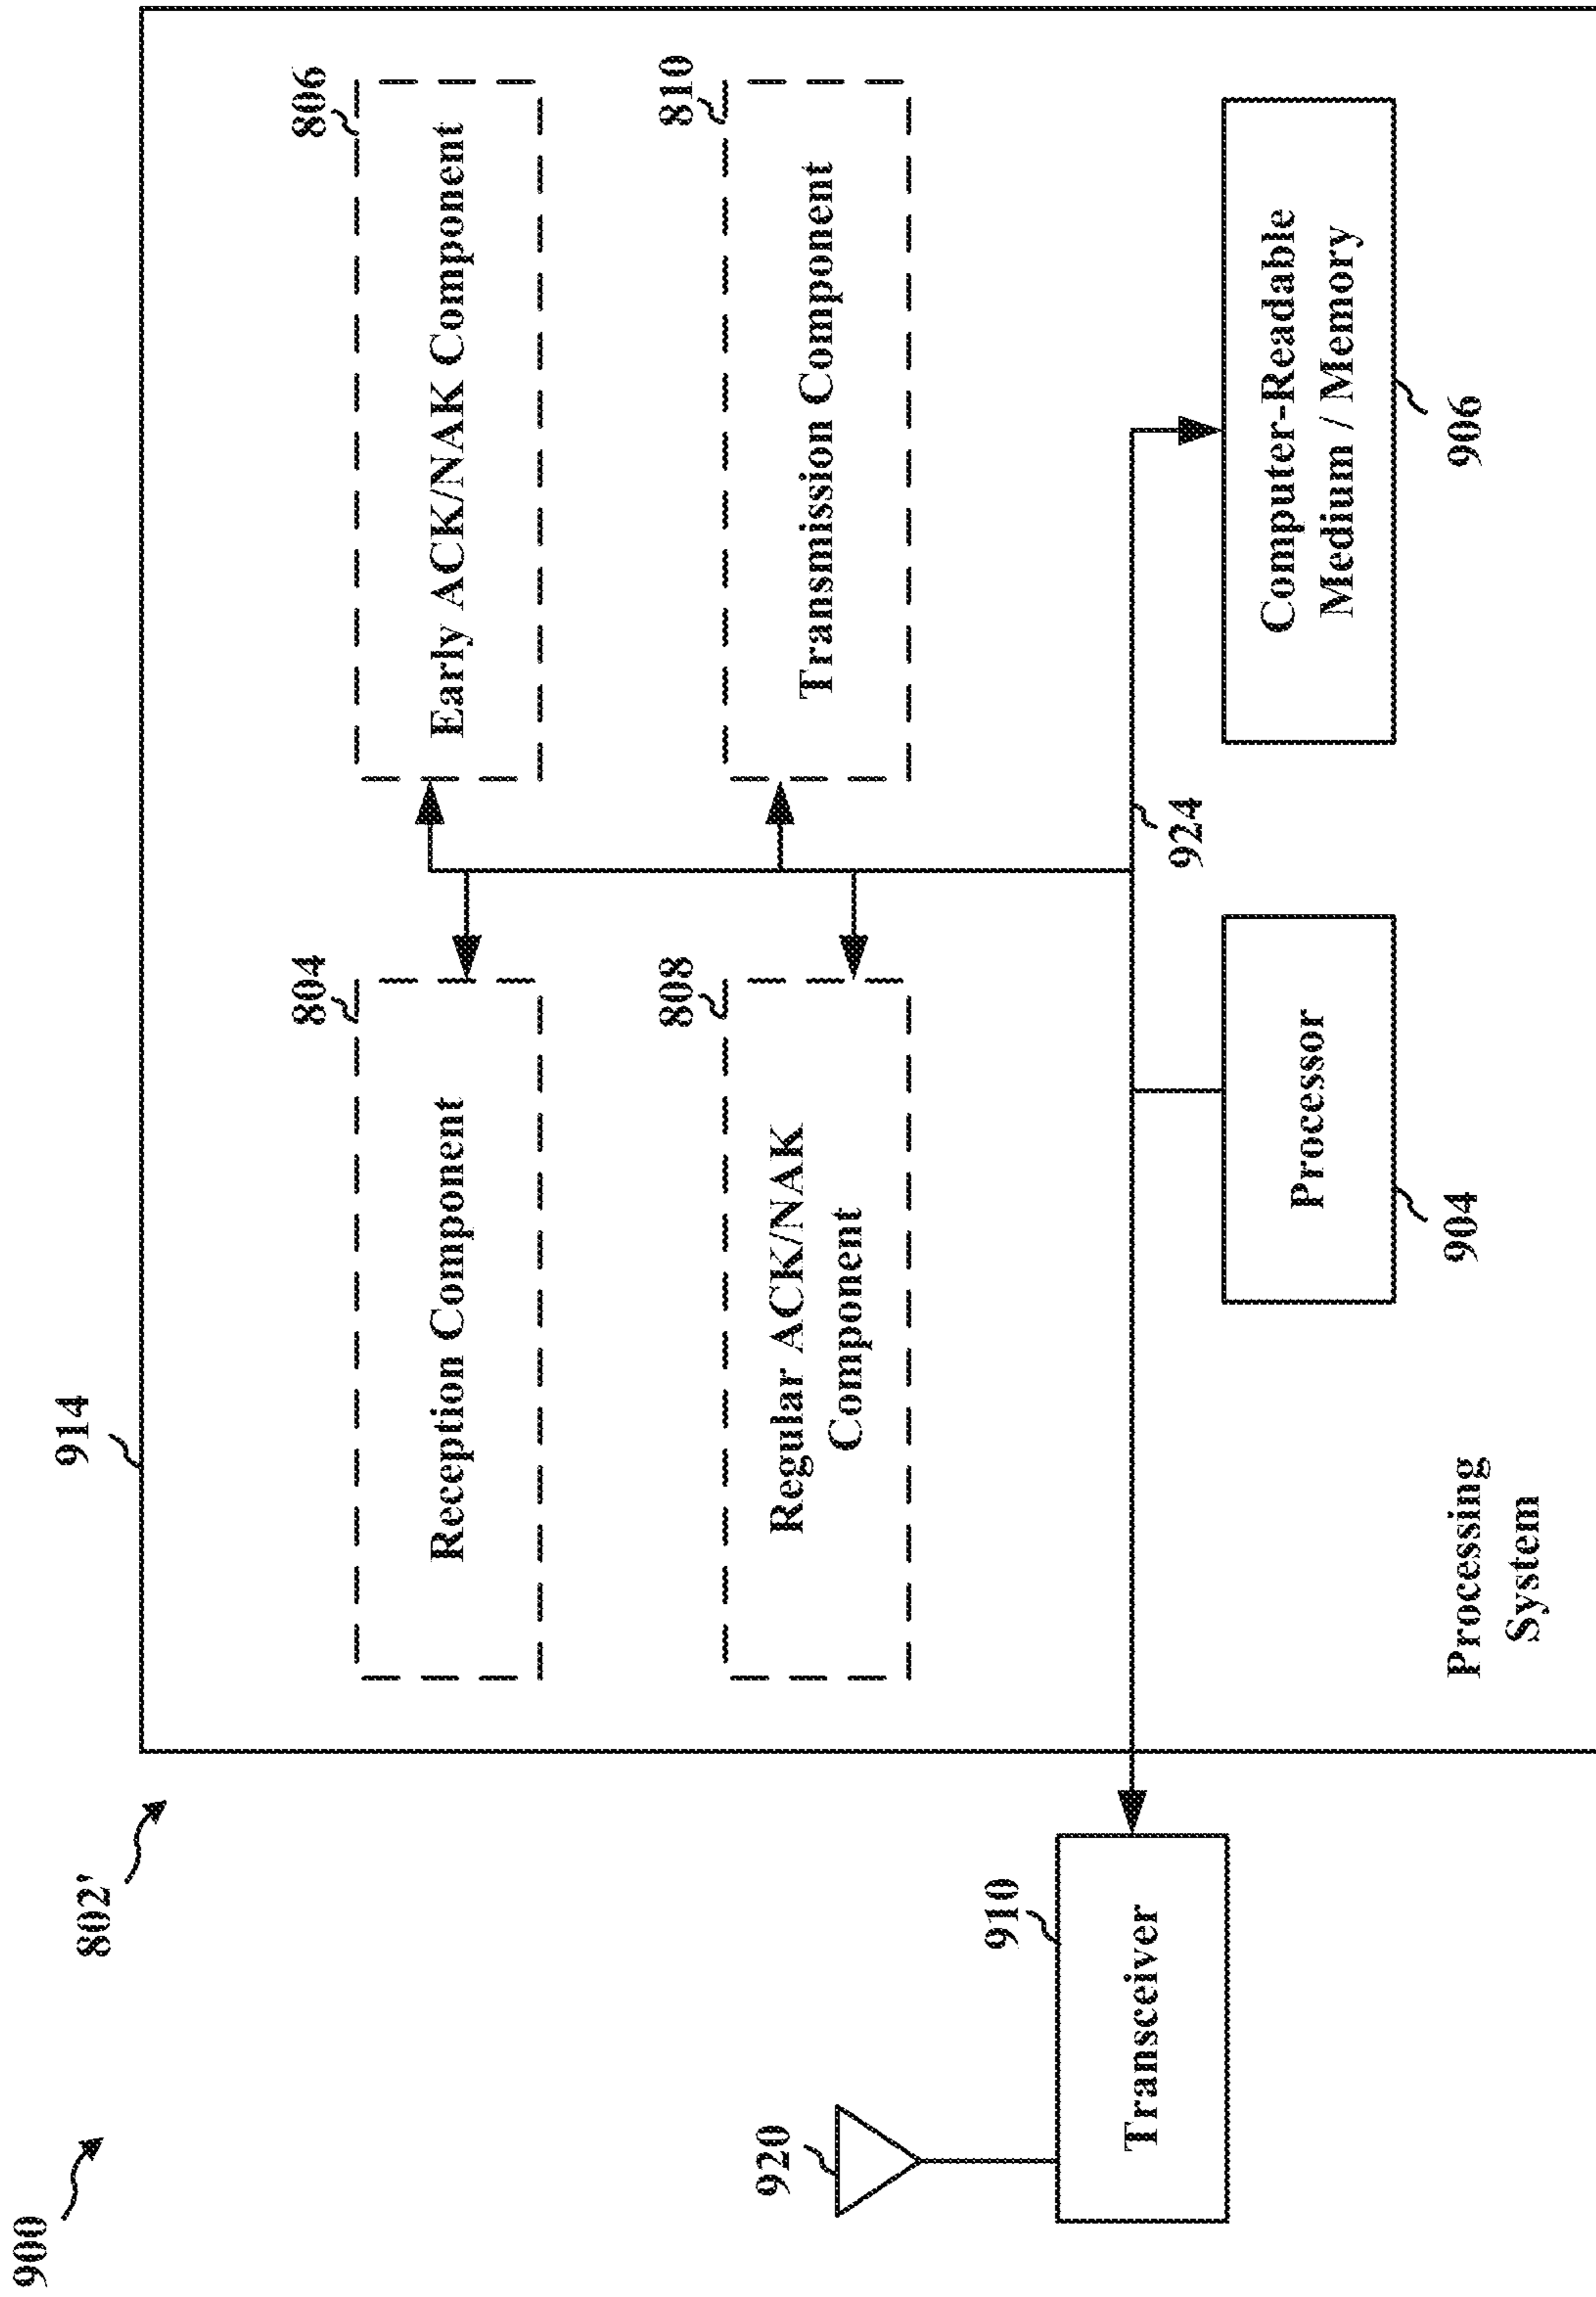 900
802'
914
804
806
Reception Component
Early ACK/NAK Component
808
810
Regular ACK/NAK
Component
Transmission Component
920
910
Transceiver
924
Processor
904
Computer-Readable
Medium / Memory
906
Processing
System